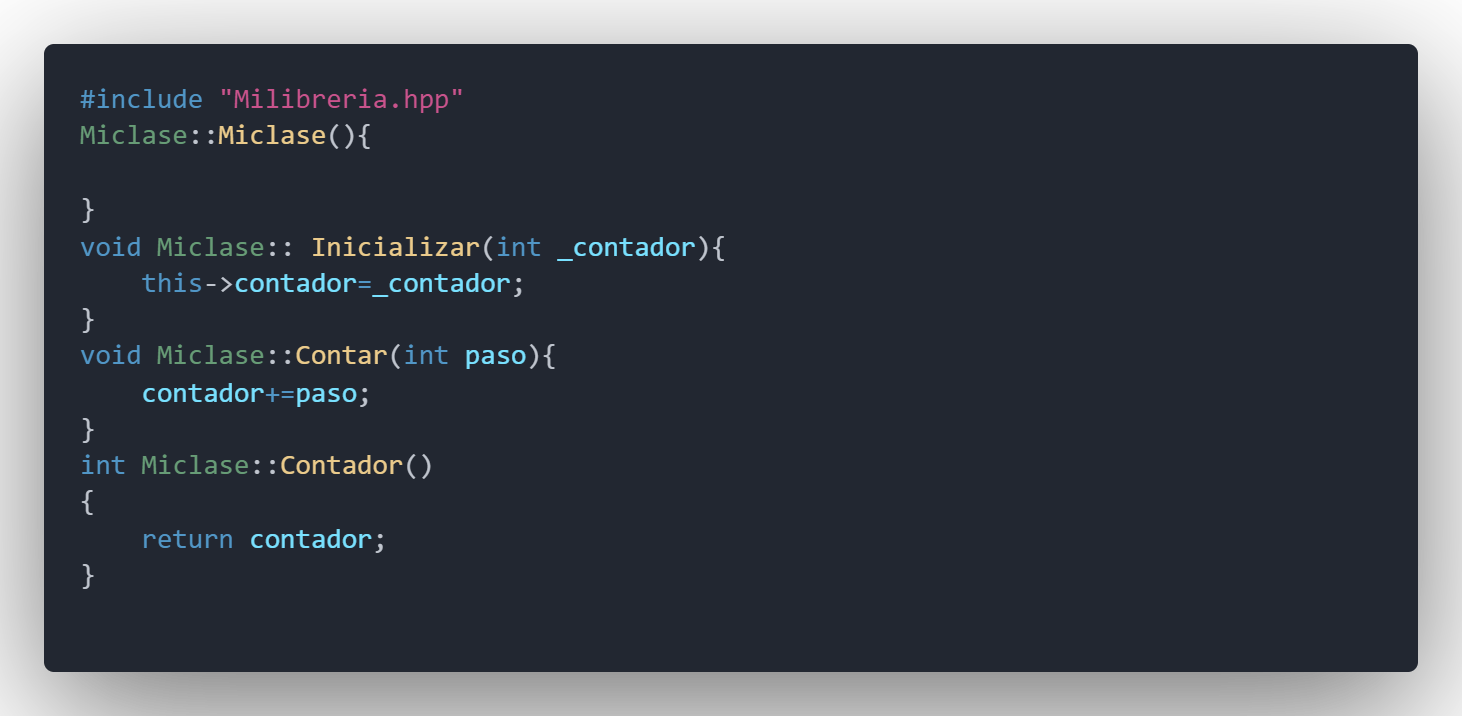 #include "Milibreria.hpp"
Miclase::Miclase(){
}
void Miclase:: Inicializar(int _contador){
    this->contador=_contador;
}
void Miclase::Contar(int paso){
    contador+=paso;
}
int Miclase::Contador()
{
    return contador;
}